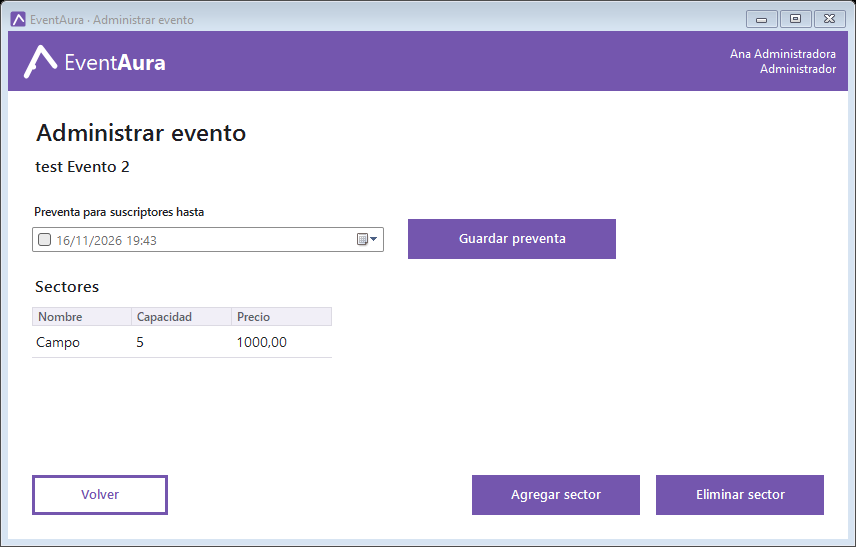 EventAura · Administrar evento
EventAura
Ana Administradora
Administrador
Administrar evento
test Evento 2
Preventa para suscriptores hasta
16/11/2026 19:43
Guardar preventa
Sectores
Nombre Capacidad Precio
Campo 5 1000,00
Volver Agregar sector Eliminar sector